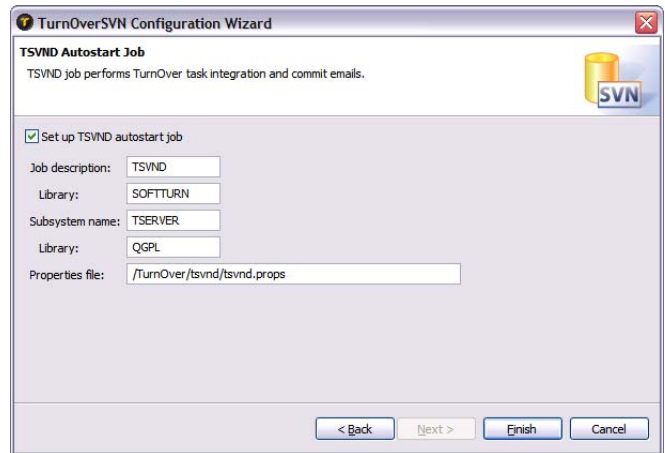 TurnOverSVN Configuration Wizard
TSVND Autostart Job
TSVND job performs TurnOver task integration and commit emails.
SVN
Set up TSVND autostart job
Job description: TSVND
Library: SOFTTURN
Subsystem name: TSERVER
Library: QGPL
Properties file: /TurnOver/tsvnd/tsvnd.props
< Back Next > Finish Cancel